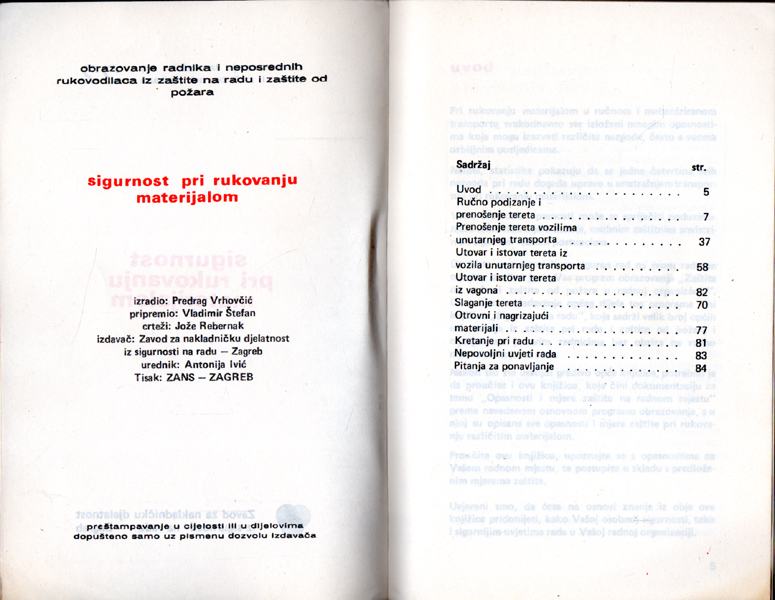 obrazovanje radnika i neposrednih
rukovodilaca iz zaštite na radu i zaštite od
požara
sigurnost pri rukovanju
materijalom
izradio: Predrag Vrhovčić
pripremio: Vladimir Štefan
crteži: Jože Rebernak
izdavač: Zavod za nakladničku djelatnost
iz sigurnosti na radu — Zagreb
urednik: Antonija Ivić
Tisak: ZANS — ZAGREB
preštampavanje u cijelosti ili u dijelovima
dopušteno samo uz pismenu dozvolu izdavača
Sadržaj str.
Uvod . . . . . . . . . . . . . . . . . . . . . . 5
Ručno podizanje i
prenošenje tereta . . . . . . . . . . . . . . 7
Prenošenje tereta vozilima
unutarnjeg transporta . . . . . . . . . . . . 37
Utovar i istovar tereta iz
vozila unutarnjeg transporta . . . . . . . . . 58
Utovar i istovar tereta
iz vagona . . . . . . . . . . . . . . . . . . . 82
Slaganje tereta . . . . . . . . . . . . . . . . 70
Otrovni i nagrizajući
materijali . . . . . . . . . . . . . . . . . . . 77
Kretanje pri radu . . . . . . . . . . . . . . . 81
Nepovoljni uvjeti rada . . . . . . . . . . . . 83
Pitanja za ponavljanje . . . . . . . . . . . . 84